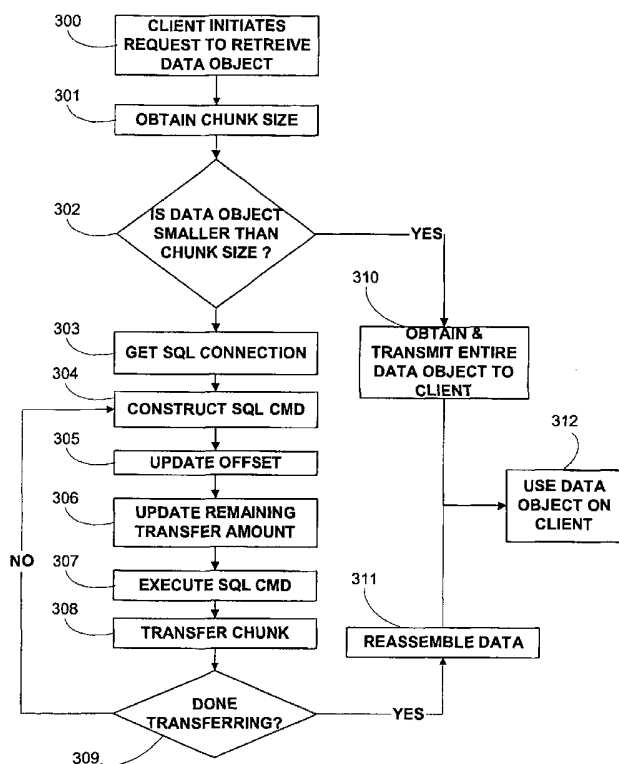 300
CLIENT INITIATES
REQUEST TO RETREIVE
DATA OBJECT
301
OBTAIN CHUNK SIZE
302
IS DATA OBJECT
SMALLER THAN
CHUNK SIZE ?
YES
310
OBTAIN &
TRANSMIT ENTIRE
DATA OBJECT TO
CLIENT
303
GET SQL CONNECTION
304
CONSTRUCT SQL CMD
305
UPDATE OFFSET
312
USE DATA
OBJECT ON
CLIENT
306
UPDATE REMAINING
TRANSFER AMOUNT
NO
307
EXECUTE SQL CMD
308
TRANSFER CHUNK
311
REASSEMBLE DATA
DONE
TRANSFERRING?
YES
309